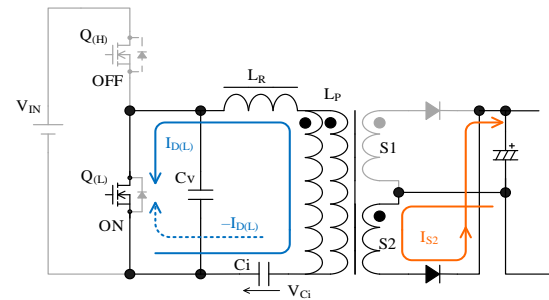 Q(H)
OFF
VIN
LR
LP
ID(L)
S1
Q(L)
Cv
ON
–ID(L)
S2
IS2
Ci
VCi
+